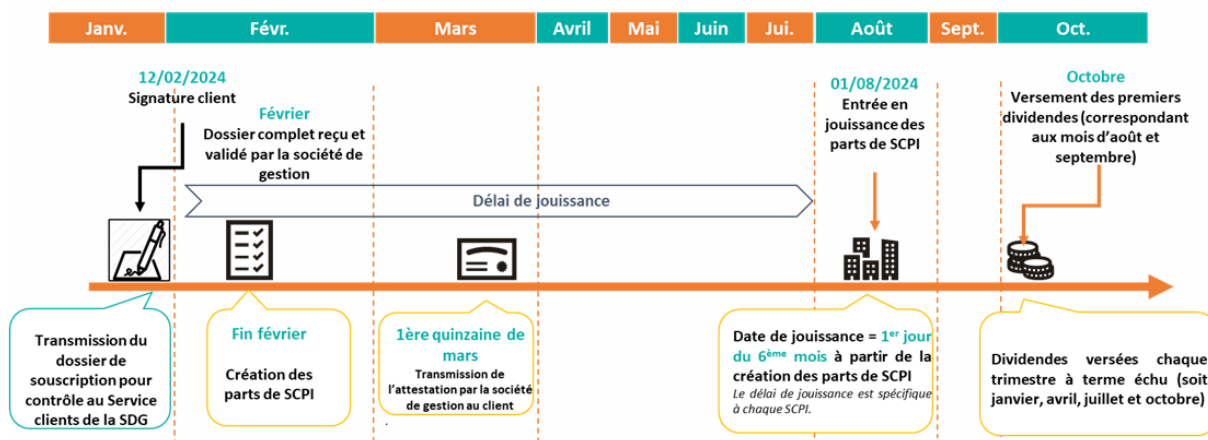 Janv. Févr. Mars Avril Mai Juin Jui. Août Sept. Oct.
12/02/2024
Signature client
Février
Dossier complet reçu et
validé par la société de
gestion
01/08/2024
Entrée en
jouissance des
parts de SCPI
Octobre
Versement des premiers
dividendes (correspondant
aux mois d'août et
septembre)
Délai de jouissance
Transmission du
dossier de
souscription pour
contrôle au Service
clients de la SDG
Fin février
Création des
parts de SCPI
1ère quinzaine de
mars
Transmission de
l'attestation par la société
de gestion au client
.
Date de jouissance = 1er jour
du 6ème mois à partir de la
création des parts de SCPI
Le délai de jouissance est spécifique
à chaque SCPI.
Dividendes versées chaque
trimestre à terme échu (soit
janvier, avril, juillet et octobre)